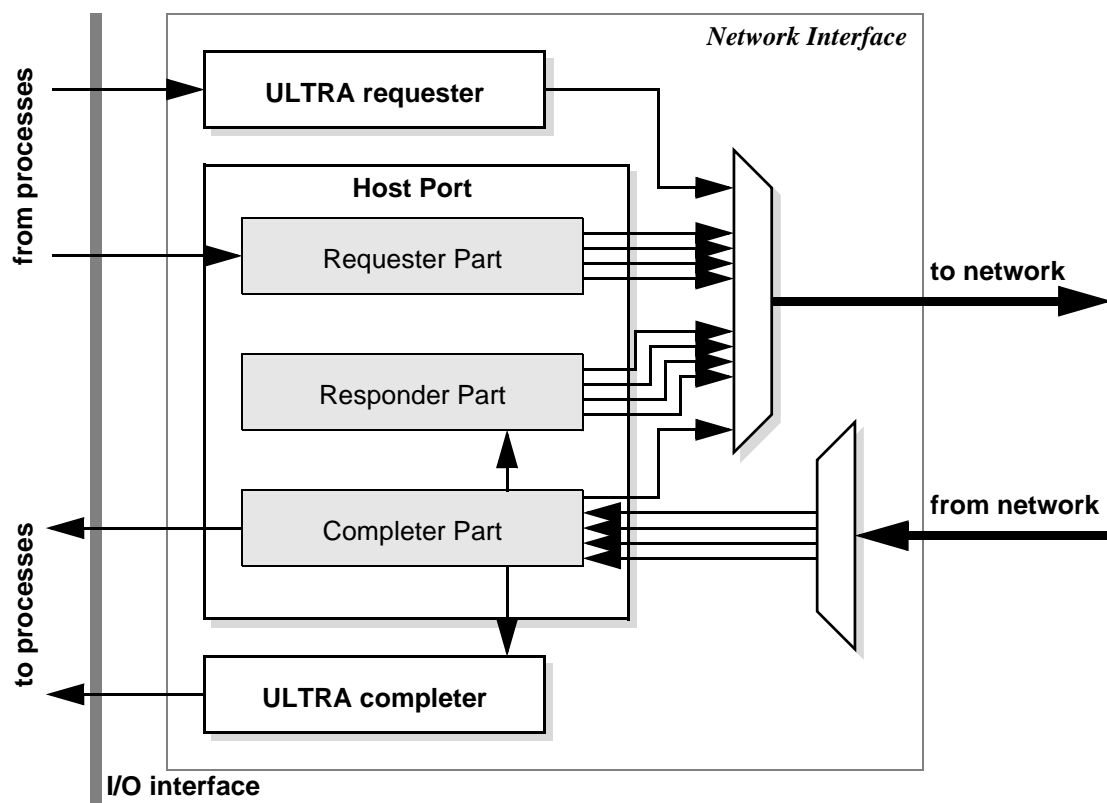 Network Interface
from processes
ULTRA requester
Host Port
Requester Part
to network
Responder Part
from network
Completer Part
to processes
ULTRA completer
I/O interface